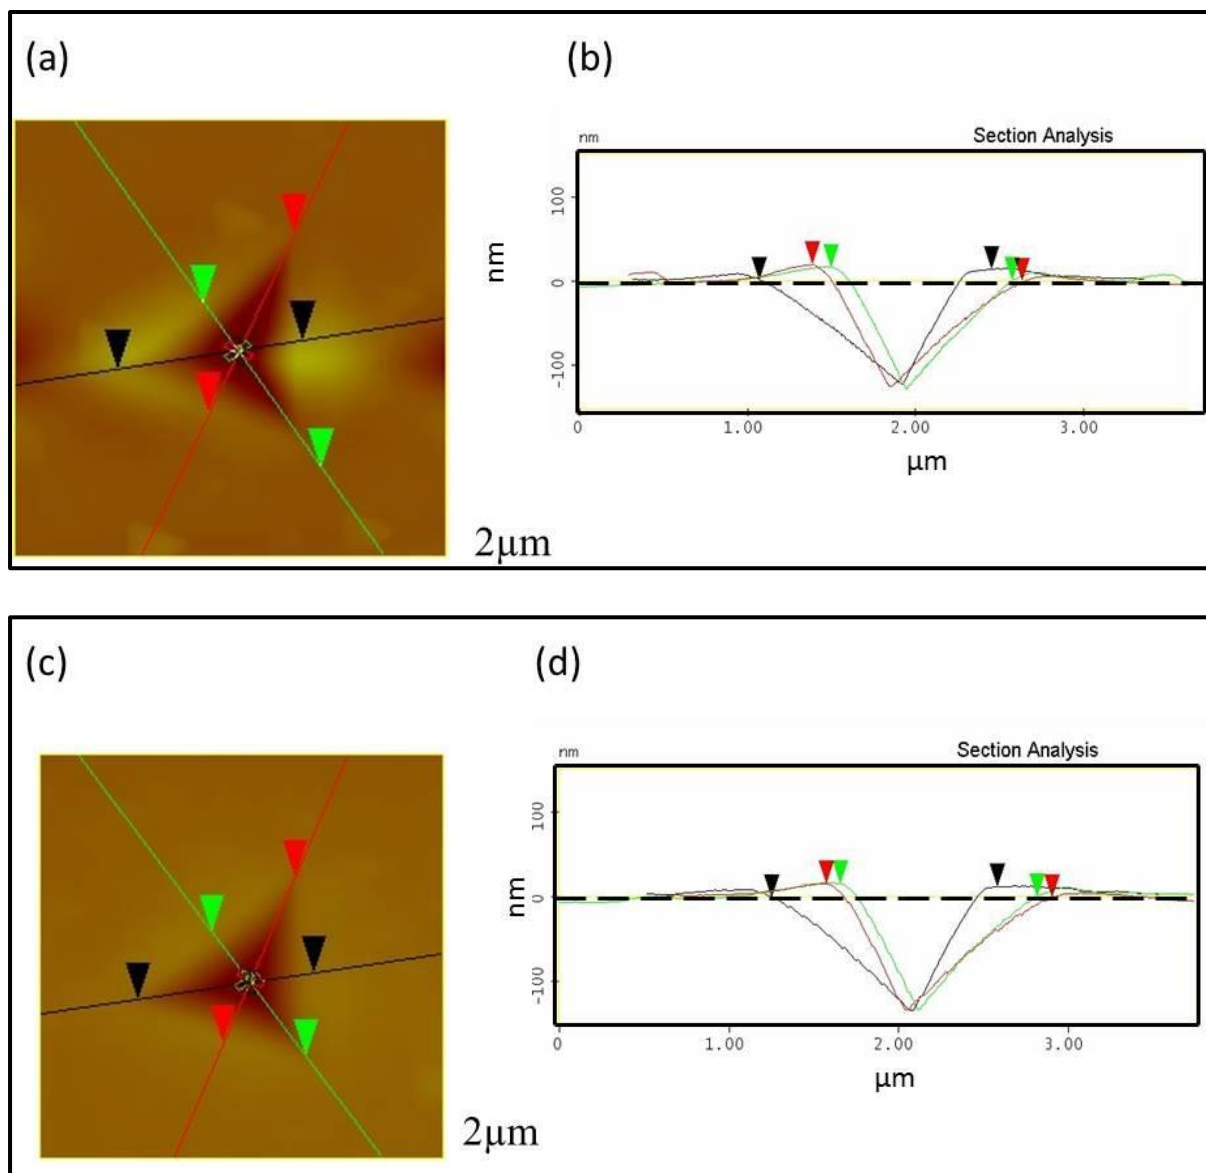 (a)
(b)
nm
Section Analysis
100
0
-100
nm
0
1.00
2.00
3.00
µm
2µm
(c)
(d)
nm
Section Analysis
100
0
-100
nm
0
1.00
2.00
3.00
µm
2µm